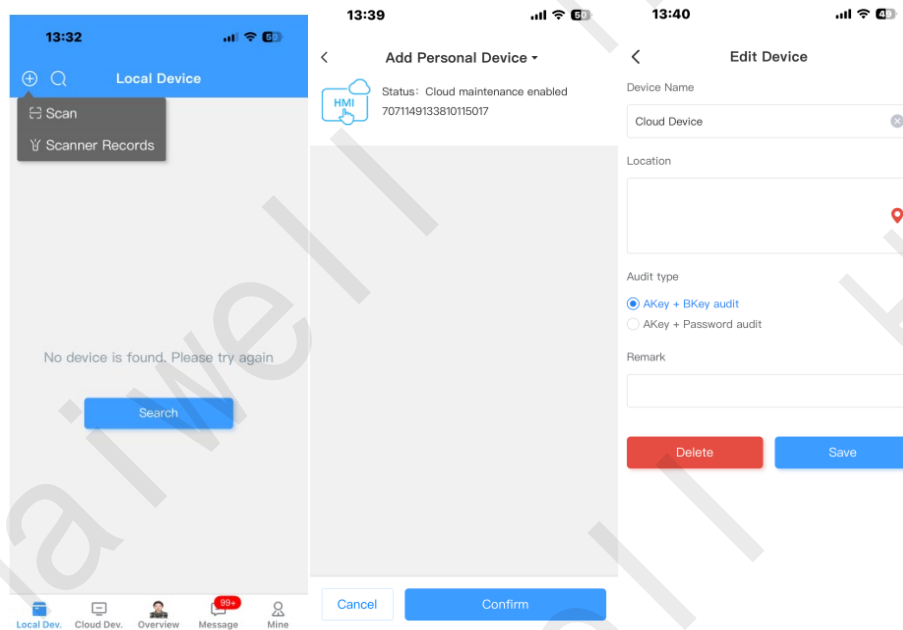 13:32
Local Device
Scan
Scanner Records
No device is found. Please try again
Search
Local Dev.
Cloud Dev.
Overview
99+
Message
Mine
13:39
Add Personal Device
HMI
Status: Cloud maintenance enabled
7071149133810115017
Cancel
Confirm
13:40
Edit Device
Device Name
Cloud Device
Location
Audit type
AKey + BKey audit
AKey + Password audit
Remark
Delete
Save